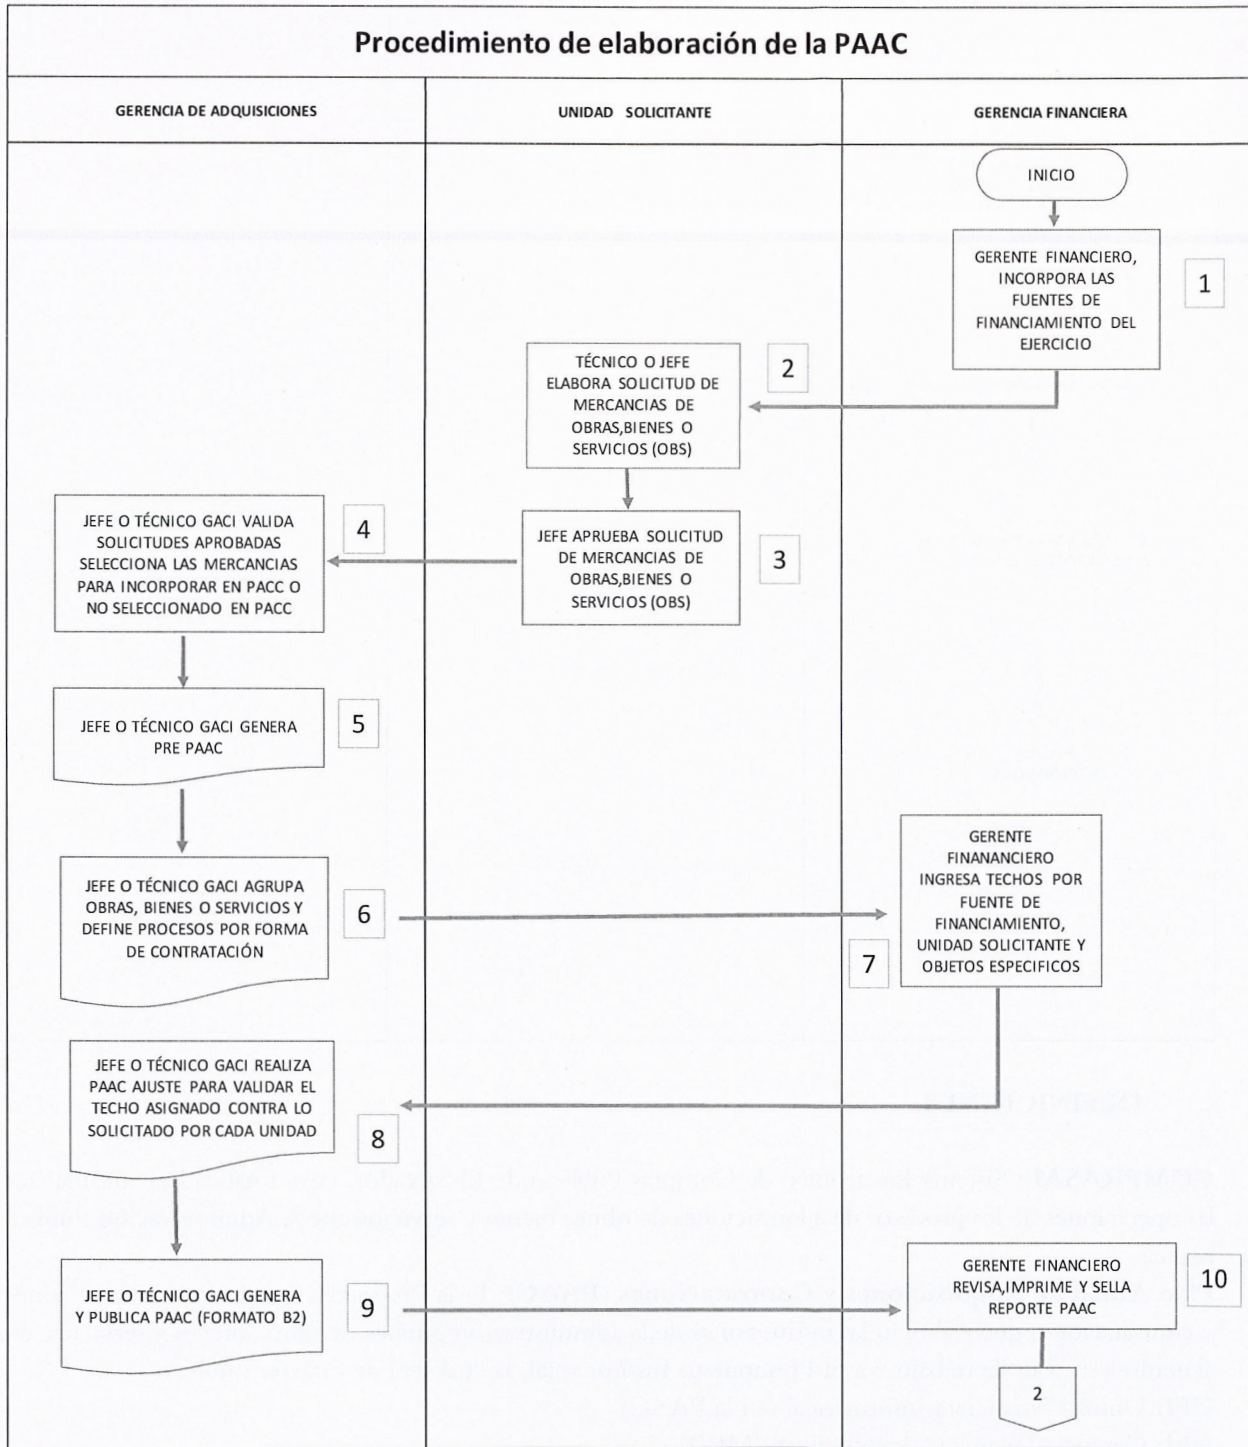 Procedimiento de elaboración de la PAAC
GERENCIA DE ADQUISICIONES
UNIDAD SOLICITANTE
GERENCIA FINANCIERA
INICIO
GERENTE FINANCIERO,
INCORPORA LAS
FUENTES DE
FINANCIAMIENTO DEL
EJERCICIO
1
TÉCNICO O JEFE
ELABORA SOLICITUD DE
MERCANCIAS DE
OBRAS,BIENES O
SERVICIOS (OBS)
2
JEFE APRUEBA SOLICITUD
DE MERCANCIAS DE
OBRAS,BIENES O
SERVICIOS (OBS)
3
JEFE O TÉCNICO GACI VALIDA
SOLICITUDES APROBADAS
SELECCIONA LAS MERCANCIAS
PARA INCORPORAR EN PACC O
NO SELECCIONADO EN PACC
4
JEFE O TÉCNICO GACI GENERA
PRE PAAC
5
JEFE O TÉCNICO GACI AGRUPA
OBRAS, BIENES O SERVICIOS Y
DEFINE PROCESOS POR FORMA
DE CONTRATACIÓN
6
GERENTE
FINANANCIERO
INGRESA TECHOS POR
FUENTE DE
FINANCIAMIENTO,
UNIDAD SOLICITANTE Y
OBJETOS ESPECIFICOS
7
JEFE O TÉCNICO GACI REALIZA
PAAC AJUSTE PARA VALIDAR EL
TECHO ASIGNADO CONTRA LO
SOLICITADO POR CADA UNIDAD
8
JEFE O TÉCNICO GACI GENERA
Y PUBLICA PAAC (FORMATO B2)
9
GERENTE FINANCIERO
REVISA,IMPRIME Y SELLA
REPORTE PAAC
10
2